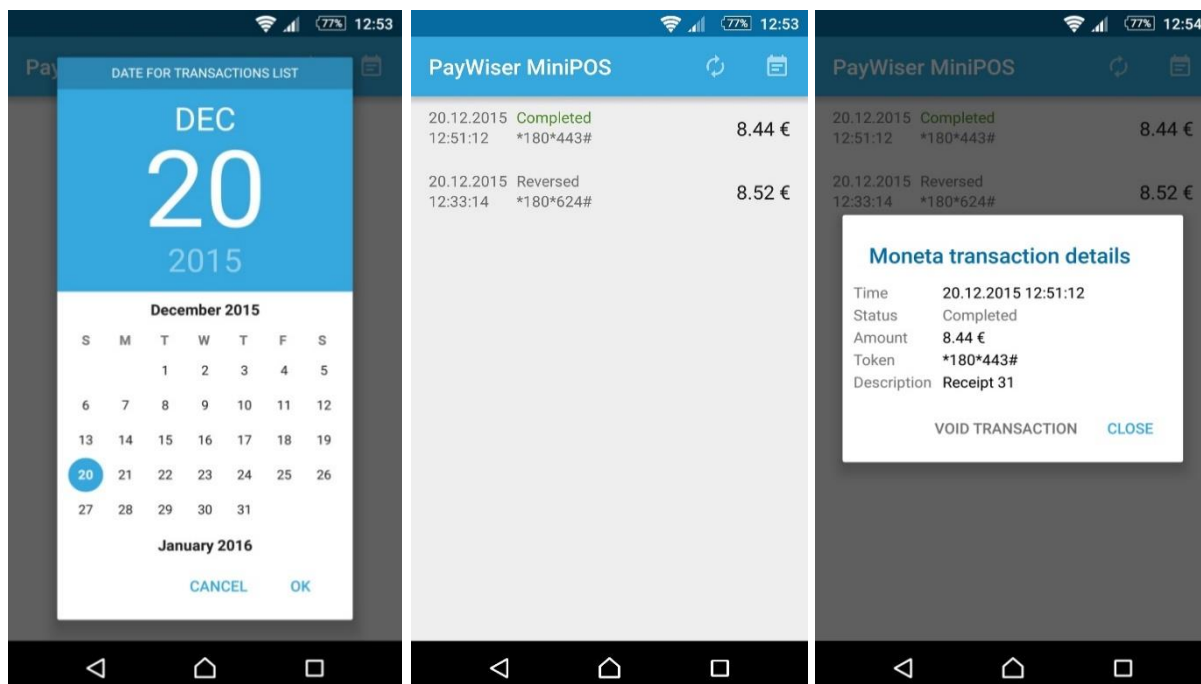 77% 12:53
Pay
DATE FOR TRANSACTIONS LIST
DEC
20
2015
December 2015
S M T W T F S
1 2 3 4 5
6 7 8 9 10 11 12
13 14 15 16 17 18 19
20 21 22 23 24 25 26
27 28 29 30 31
January 2016
CANCEL OK
77% 12:53
PayWiser MiniPOS
20.12.2015 Completed
12:51:12 *180*443# 8.44 €
20.12.2015 Reversed
12:33:14 *180*624# 8.52 €
77% 12:54
PayWiser MiniPOS
20.12.2015 Completed
12:51:12 *180*443# 8.44 €
20.12.2015 Reversed
12:33:14 *180*624# 8.52 €
Moneta transaction details
Time 20.12.2015 12:51:12
Status Completed
Amount 8.44 €
Token *180*443#
Description Receipt 31
VOID TRANSACTION CLOSE